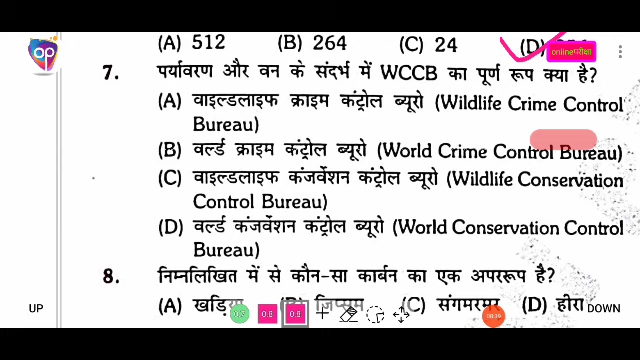 (A) 512 (B) 264 (C) 24 (D)
onlineपरीक्षा
op
7. पर्यावरण और वन के संदर्भ में WCCB का पूर्ण रूप क्या है?
(A) वाइल्डलाइफ क्राइम कंट्रोल ब्यूरो (Wildlife Crime Control
Bureau)
(B) वर्ल्ड क्राइम कंट्रोल ब्यूरो (World Crime Control Bureau)
(C) वाइल्डलाइफ कंजर्वेशन कंट्रोल ब्यूरो (Wildlife Conservation
Control Bureau)
(D) वर्ल्ड कंजर्वेशन कंट्रोल ब्यूरो (World Conservation Control
Bureau)
8. निम्नलिखित में से कौन-सा कार्बन का एक अपररूप है?
UP (A) खड़िया (B) जिप्सम (C) संगमरमर (D) हीरा DOWN